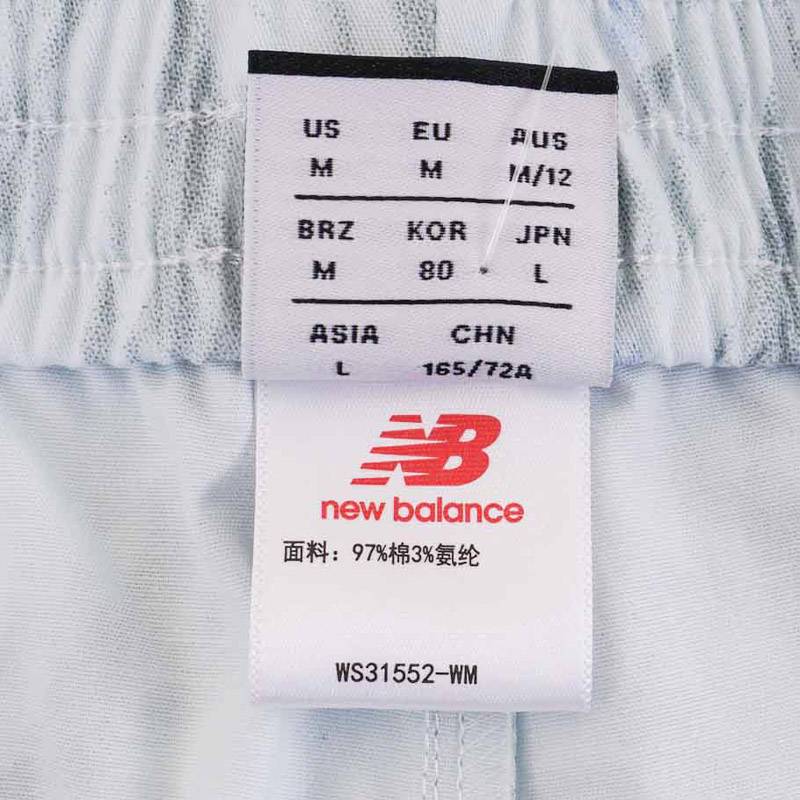 US EU AUS
M M M/12
BRZ KOR JPN
M 80 L
ASIA CHN
L 165/72A
NB
new balance
面料：97%棉3%氨纶
WS31552-WM